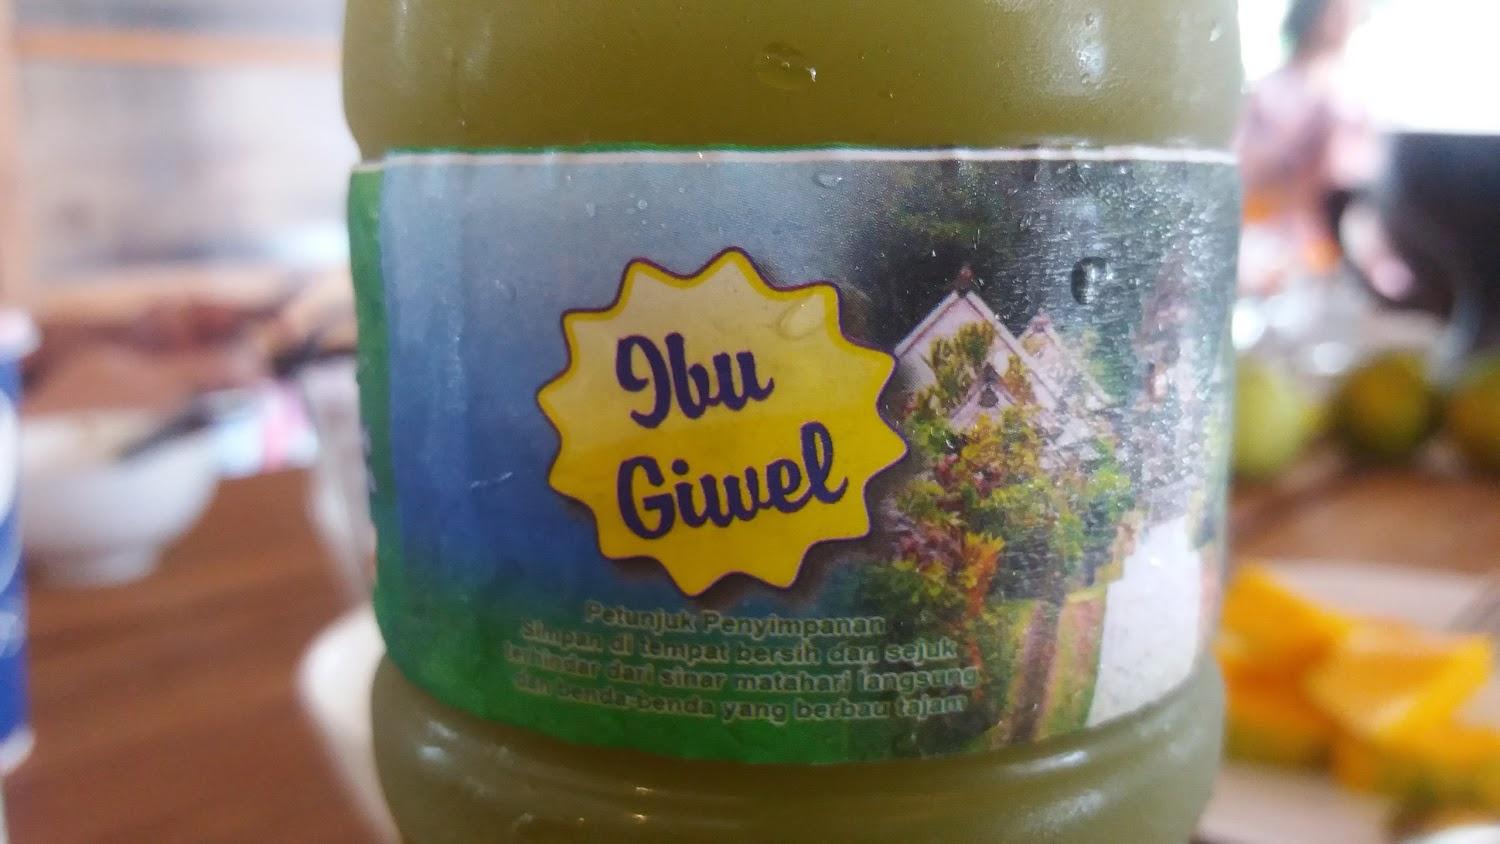 Ibu
Giwel
Petunjuk Penyimpanan
Simpan di tempat bersih dan sejuk
terhindar dari sinar matahari langsung
dan benda-benda yang berbau tajam